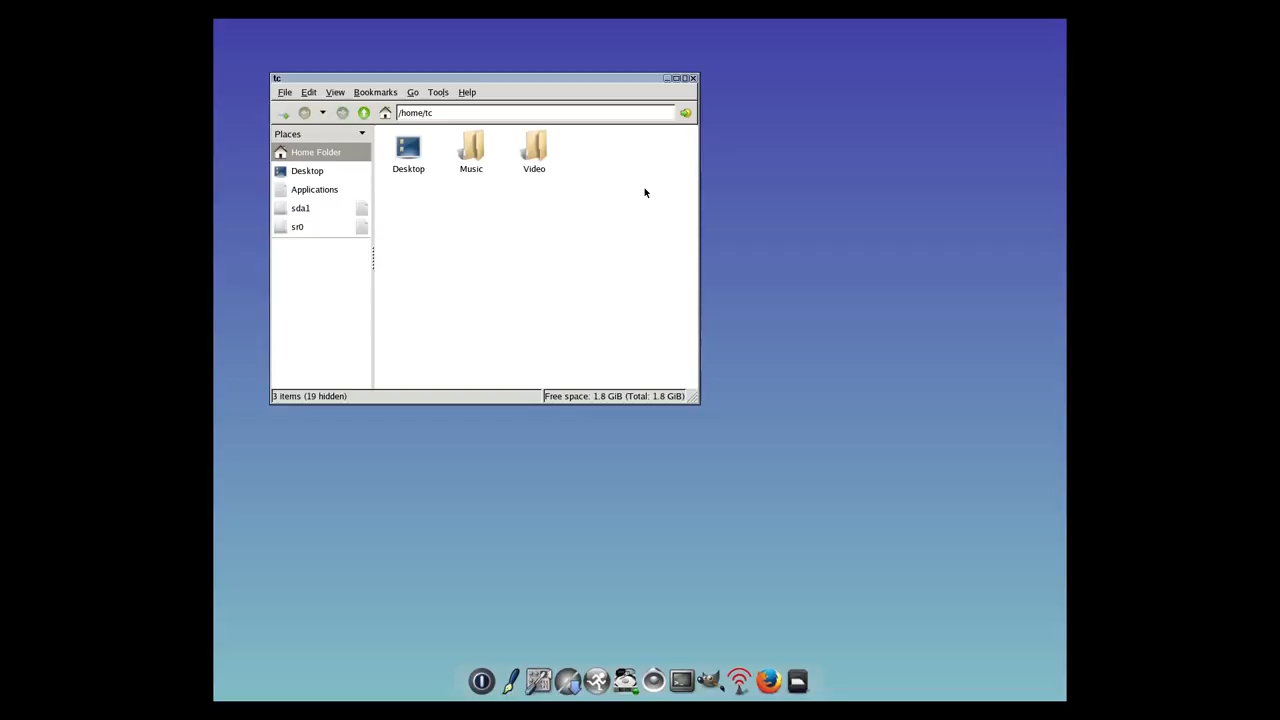 tc
File Edit View Bookmarks Go Tools Help
/home/tc
Places
Home Folder
Desktop
Applications
sda1
sr0
Desktop Music Video
3 items (19 hidden) Free space: 1.8 GiB (Total: 1.8 GiB)